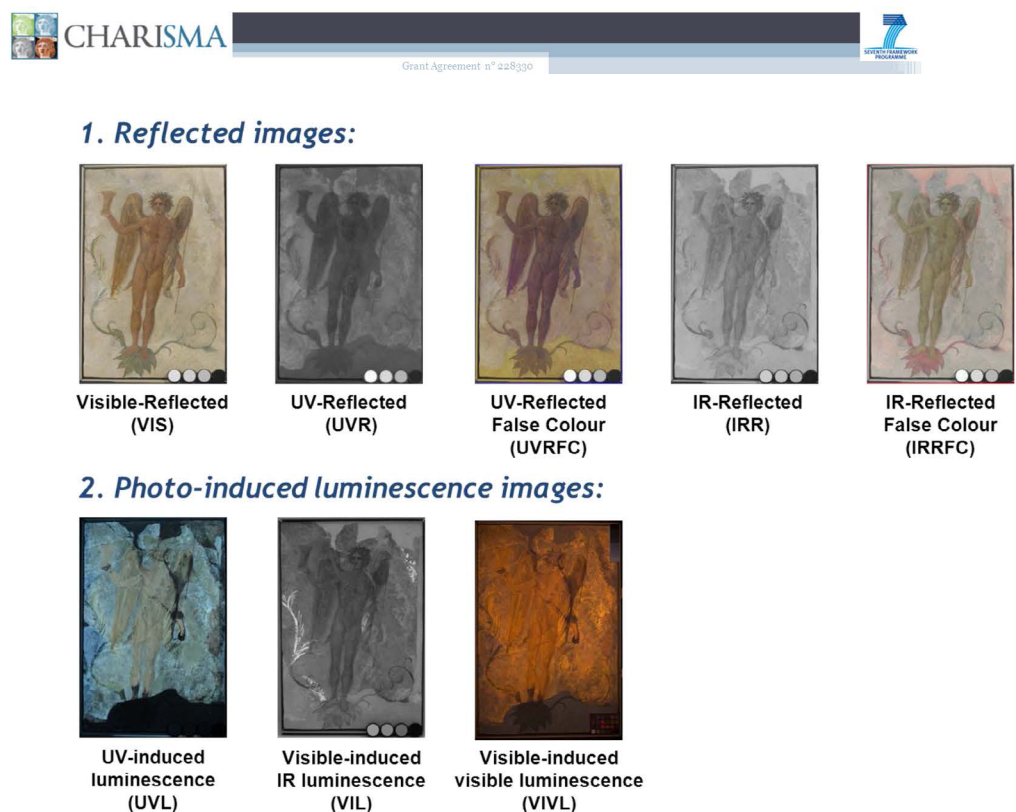 CHARISMA
SEVENTH FRAMEWORK
PROGRAMME
Grant Agreement n° 228330
1. Reflected images:
Visible-Reflected
(VIS)
UV-Reflected
(UVR)
UV-Reflected
False Colour
(UVRFC)
IR-Reflected
(IRR)
IR-Reflected
False Colour
(IRRFC)
2. Photo-induced luminescence images:
UV-induced
luminescence
(UVL)
Visible-induced
IR luminescence
(VIL)
Visible-induced
visible luminescence
(VIVL)